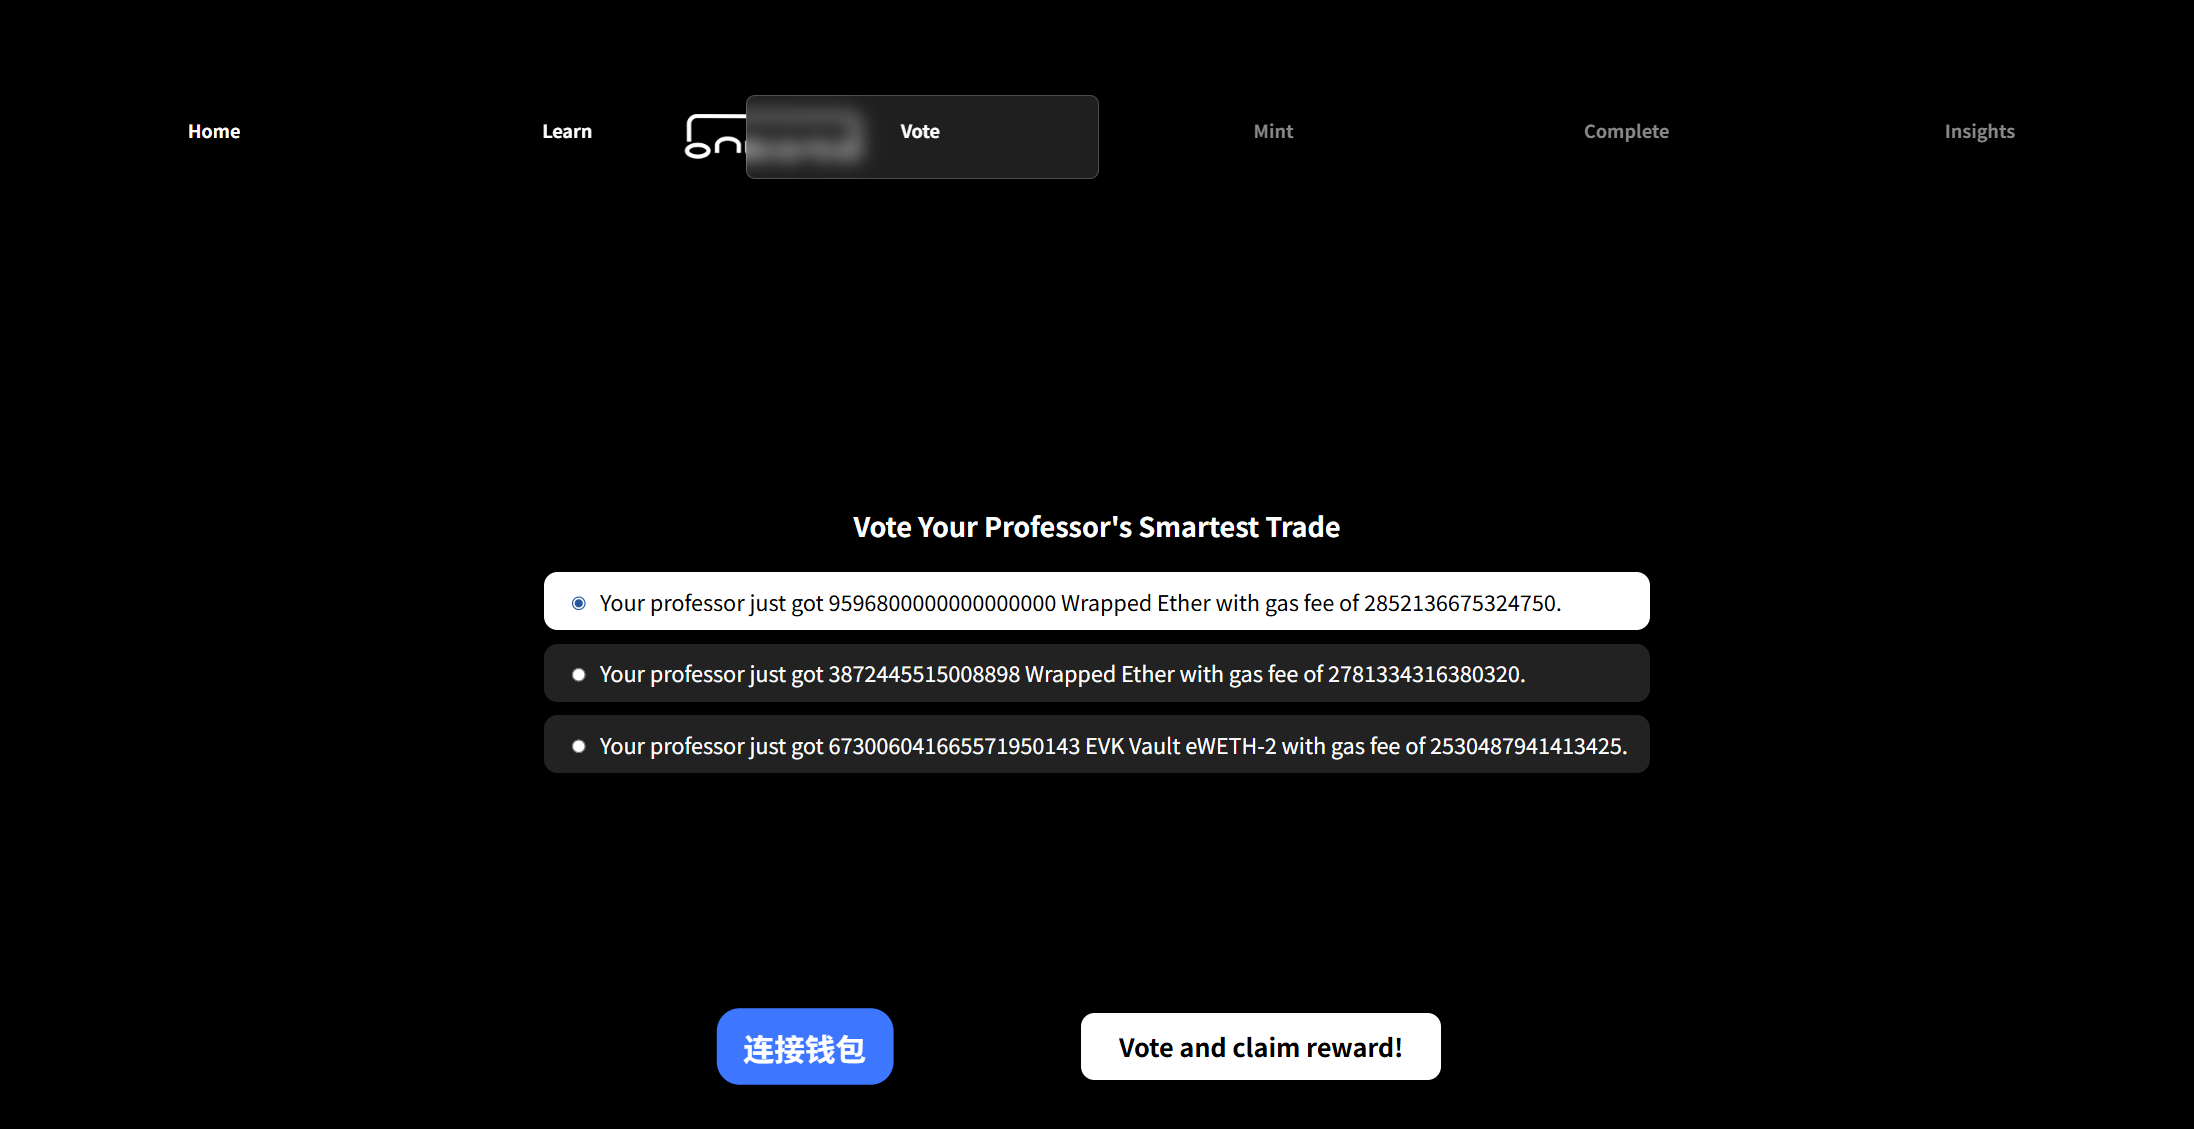 Home
Learn
Vote
Mint
Complete
Insights
Vote Your Professor's Smartest Trade
Your professor just got 9596800000000000000 Wrapped Ether with gas fee of 2852136675324750.
Your professor just got 3872445515008898 Wrapped Ether with gas fee of 2781334316380320.
Your professor just got 673006041665571950143 EVK Vault eWETH-2 with gas fee of 2530487941413425.
连接钱包
Vote and claim reward!